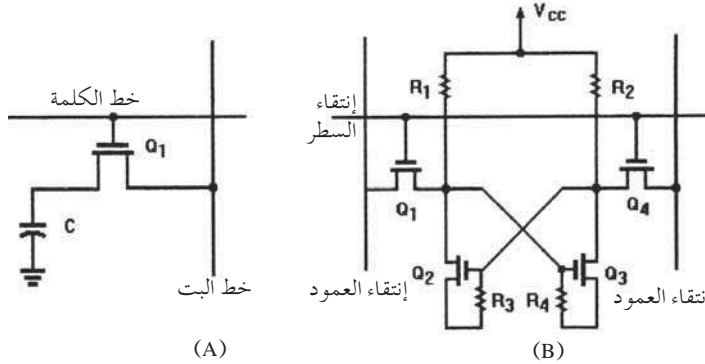 خط الكلمة
Q1
C
خط البت
(A)
VCC
R1
R2
إنتقاء
السطر
Q1
Q4
Q2
Q3
R3
R4
إنتقاء العمود
نتقاء العمود
(B)